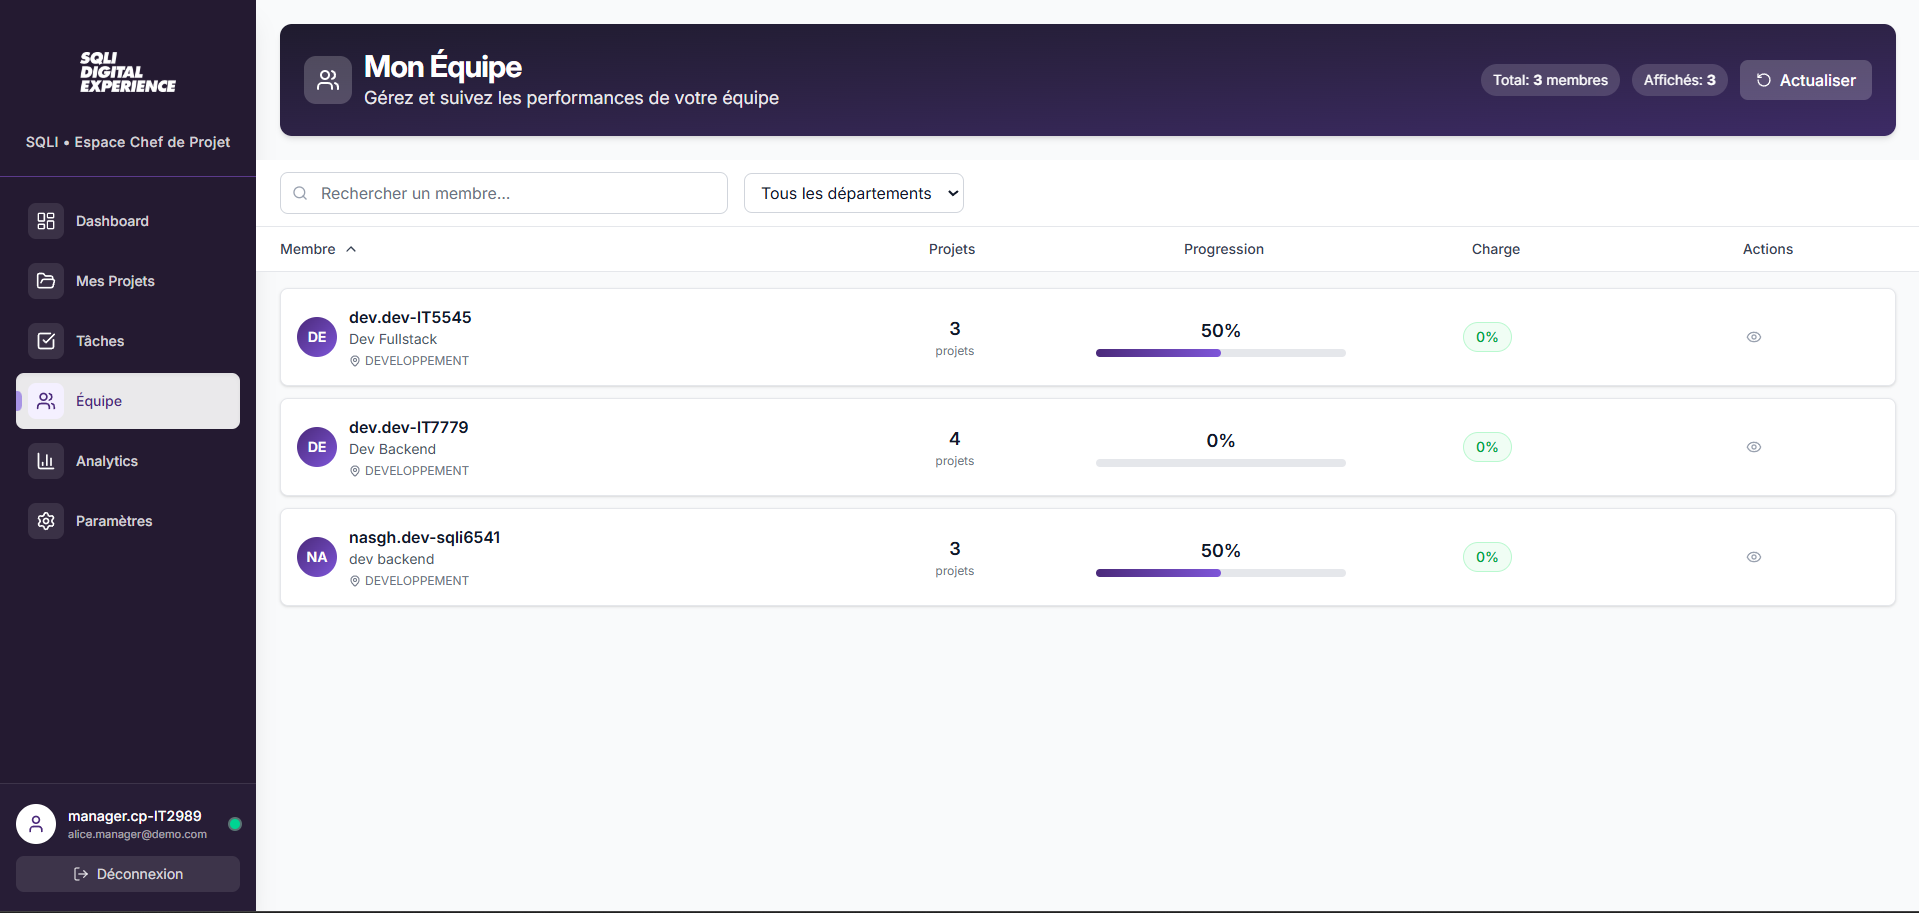 SQLI
DIGITAL
EXPERIENCE
SQLI • Espace Chef de Projet
Dashboard
Mes Projets
Tâches
Équipe
Analytics
Paramètres
manager.cp-IT2989
alice.manager@demo.com
Déconnexion
Mon Équipe
Gérez et suivez les performances de votre équipe
Total: 3 membres
Affichés: 3
Actualiser
Rechercher un membre...
Tous les départements
Membre Projets Progression Charge Actions
DE
dev.dev-IT5545
Dev Fullstack
DEVELOPPEMENT
3
projets
50%
0%
DE
dev.dev-IT7779
Dev Backend
DEVELOPPEMENT
4
projets
0%
0%
NA
nasgh.dev-sqli6541
dev backend
DEVELOPPEMENT
3
projets
50%
0%